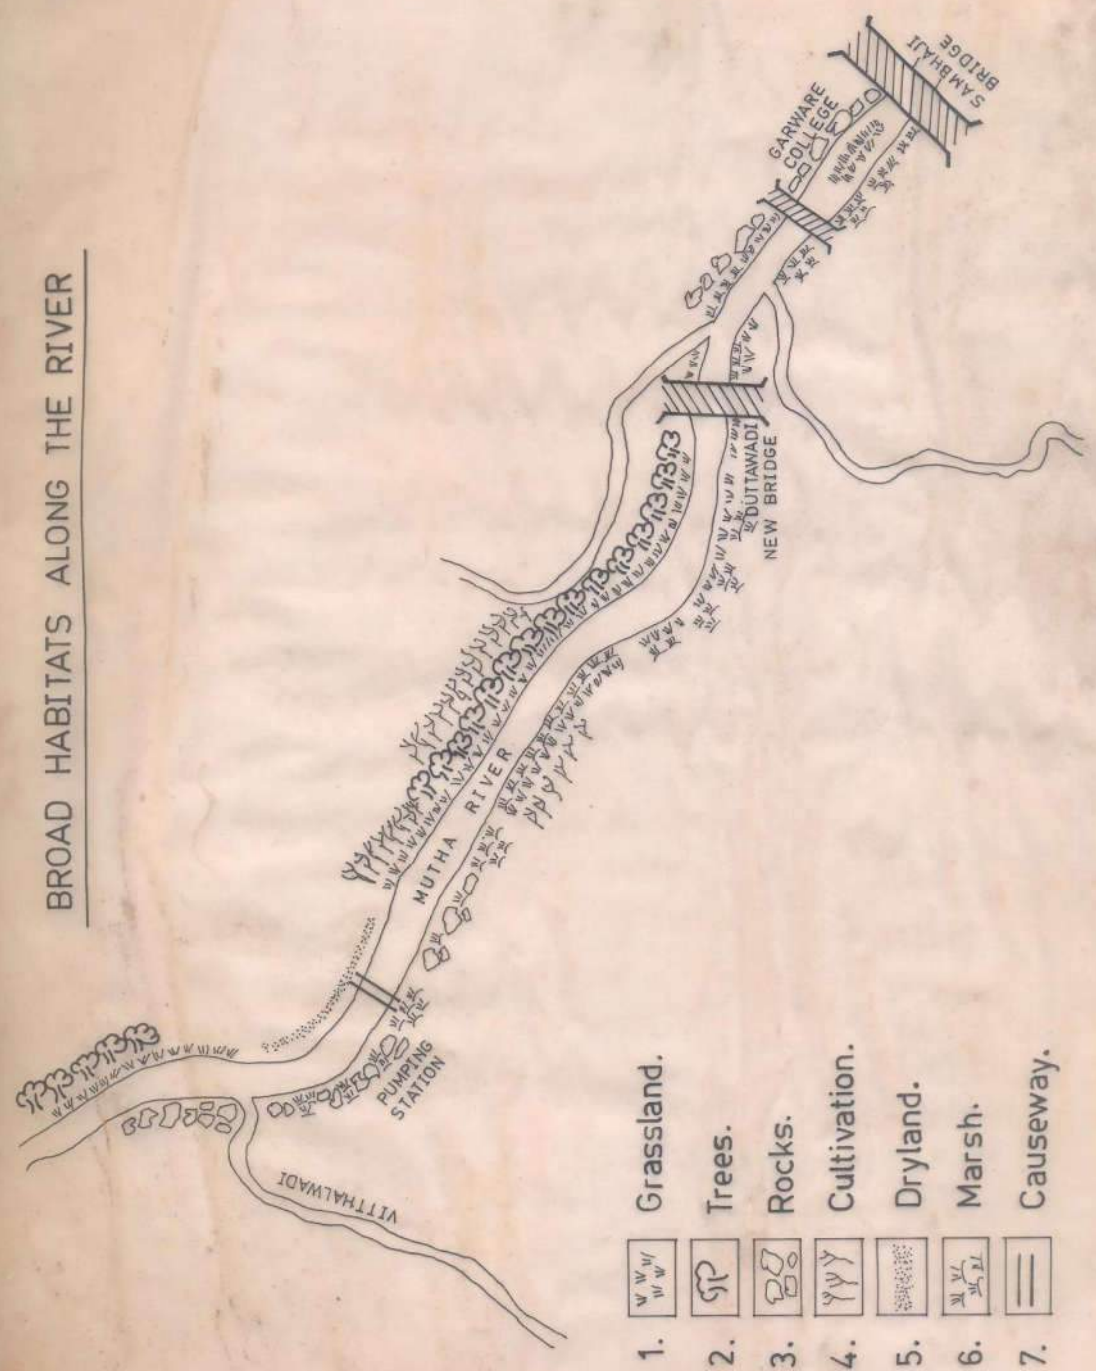 BROAD HABITATS ALONG THE RIVER
VITTHALWADI
PUMPING
STATION
MUTHA RIVER
DUTTAWADI
NEW BRIDGE
GARWARE
COLLEGE
SAMBHAJI
BRIDGE
1. Grassland.
2. Trees.
3. Rocks.
4. Cultivation.
5. Dryland.
6. Marsh.
7. Causeway.